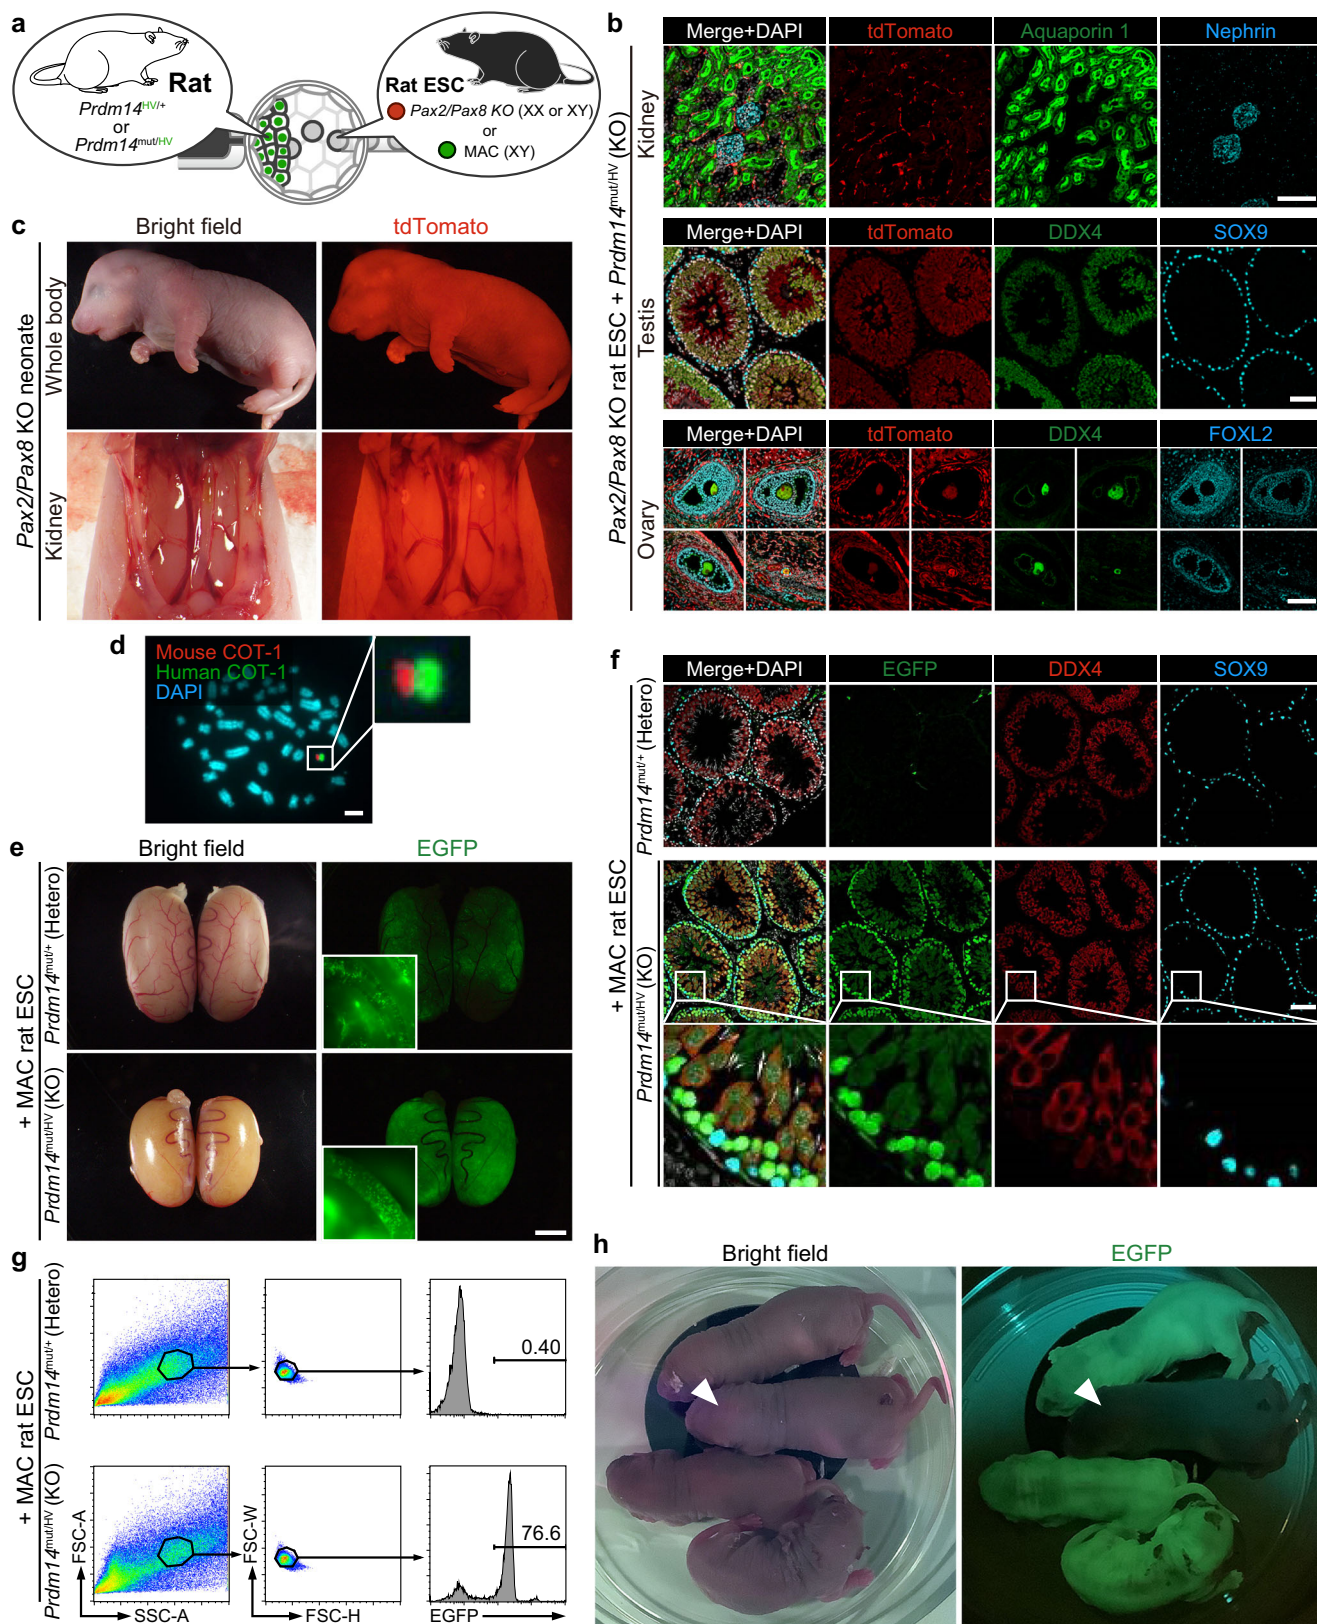 a
Rat
Prdm14HV/+
or
Prdm14mut/HV
Rat ESC
Pax2/Pax8 KO (XX or XY)
or
MAC (XY)
b
Merge+DAPI
tdTomato
Aquaporin 1
Nephrin
Pax2/Pax8 KO rat ESC + Prdm14mut/HV (KO)
Kidney
Merge+DAPI
tdTomato
DDX4
SOX9
Testis
Merge+DAPI
tdTomato
DDX4
FOXL2
Ovary
c
Bright field
tdTomato
Pax2/Pax8 KO neonate
Whole body
Kidney
d
Mouse COT-1
Human COT-1
DAPI
e
Bright field
EGFP
+ MAC rat ESC
Prdm14mut/+ (Hetero)
Prdm14mut/HV (KO)
f
Merge+DAPI
EGFP
DDX4
SOX9
+ MAC rat ESC
Prdm14mut/+ (Hetero)
Prdm14mut/HV (KO)
g
+ MAC rat ESC
Prdm14mut/+ (Hetero)
0.40
Prdm14mut/HV (KO)
76.6
FSC-A
SSC-A
FSC-W
FSC-H
EGFP
h
Bright field
EGFP